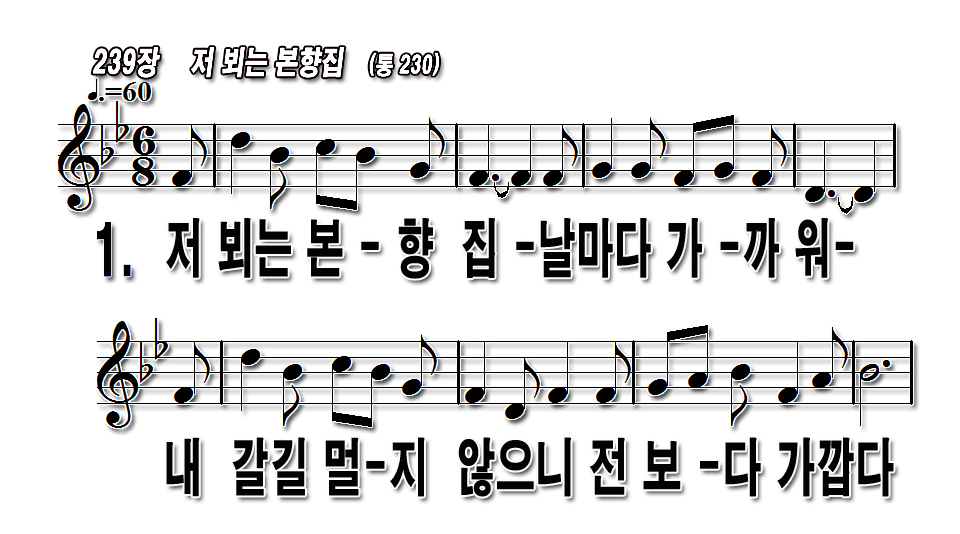 239장 저 뵈는 본향집 (통 230)
♩.=60
6
8
1. 저 뵈는 본 - 향 집 -날마다 가 -까 워-
내 갈길 멀-지 않으니 전 보 -다 가깝다